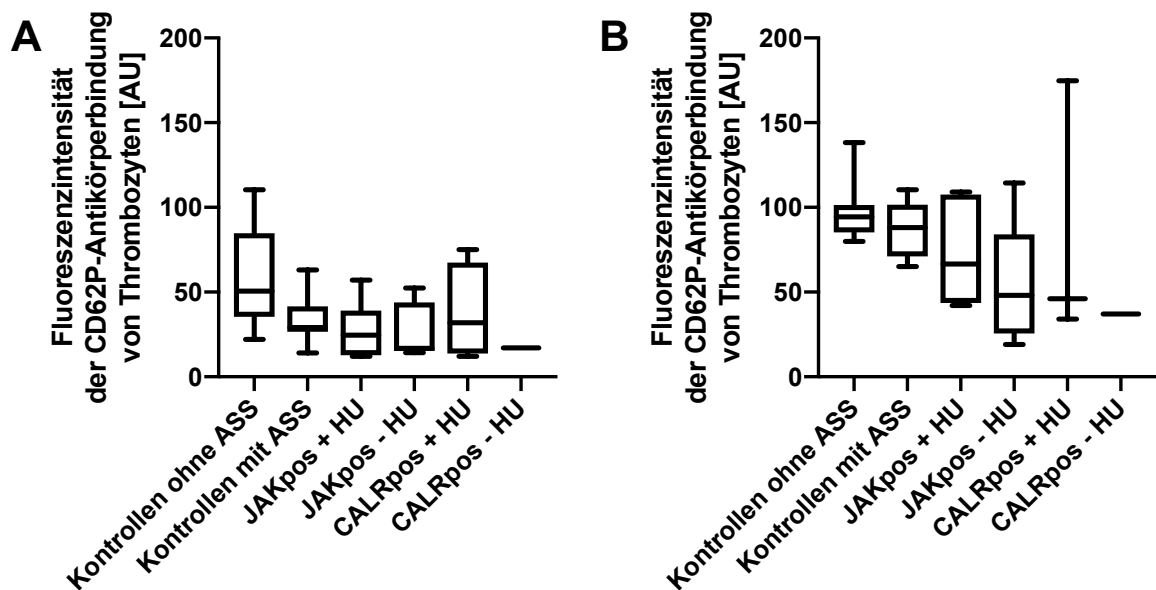 A
Fluoreszenzintensität
der CD62P-Antikörperbindung
von Thrombozyten [AU]
200
150
100
50
0
Kontrollen ohne ASS
Kontrollen mit ASS
JAKpos + HU
JAKpos - HU
CALRpos + HU
CALRpos - HU
B
Fluoreszenzintensität
der CD62P-Antikörperbindung
von Thrombozyten [AU]
200
150
100
50
0
Kontrollen ohne ASS
Kontrollen mit ASS
JAKpos + HU
JAKpos - HU
CALRpos + HU
CALRpos - HU